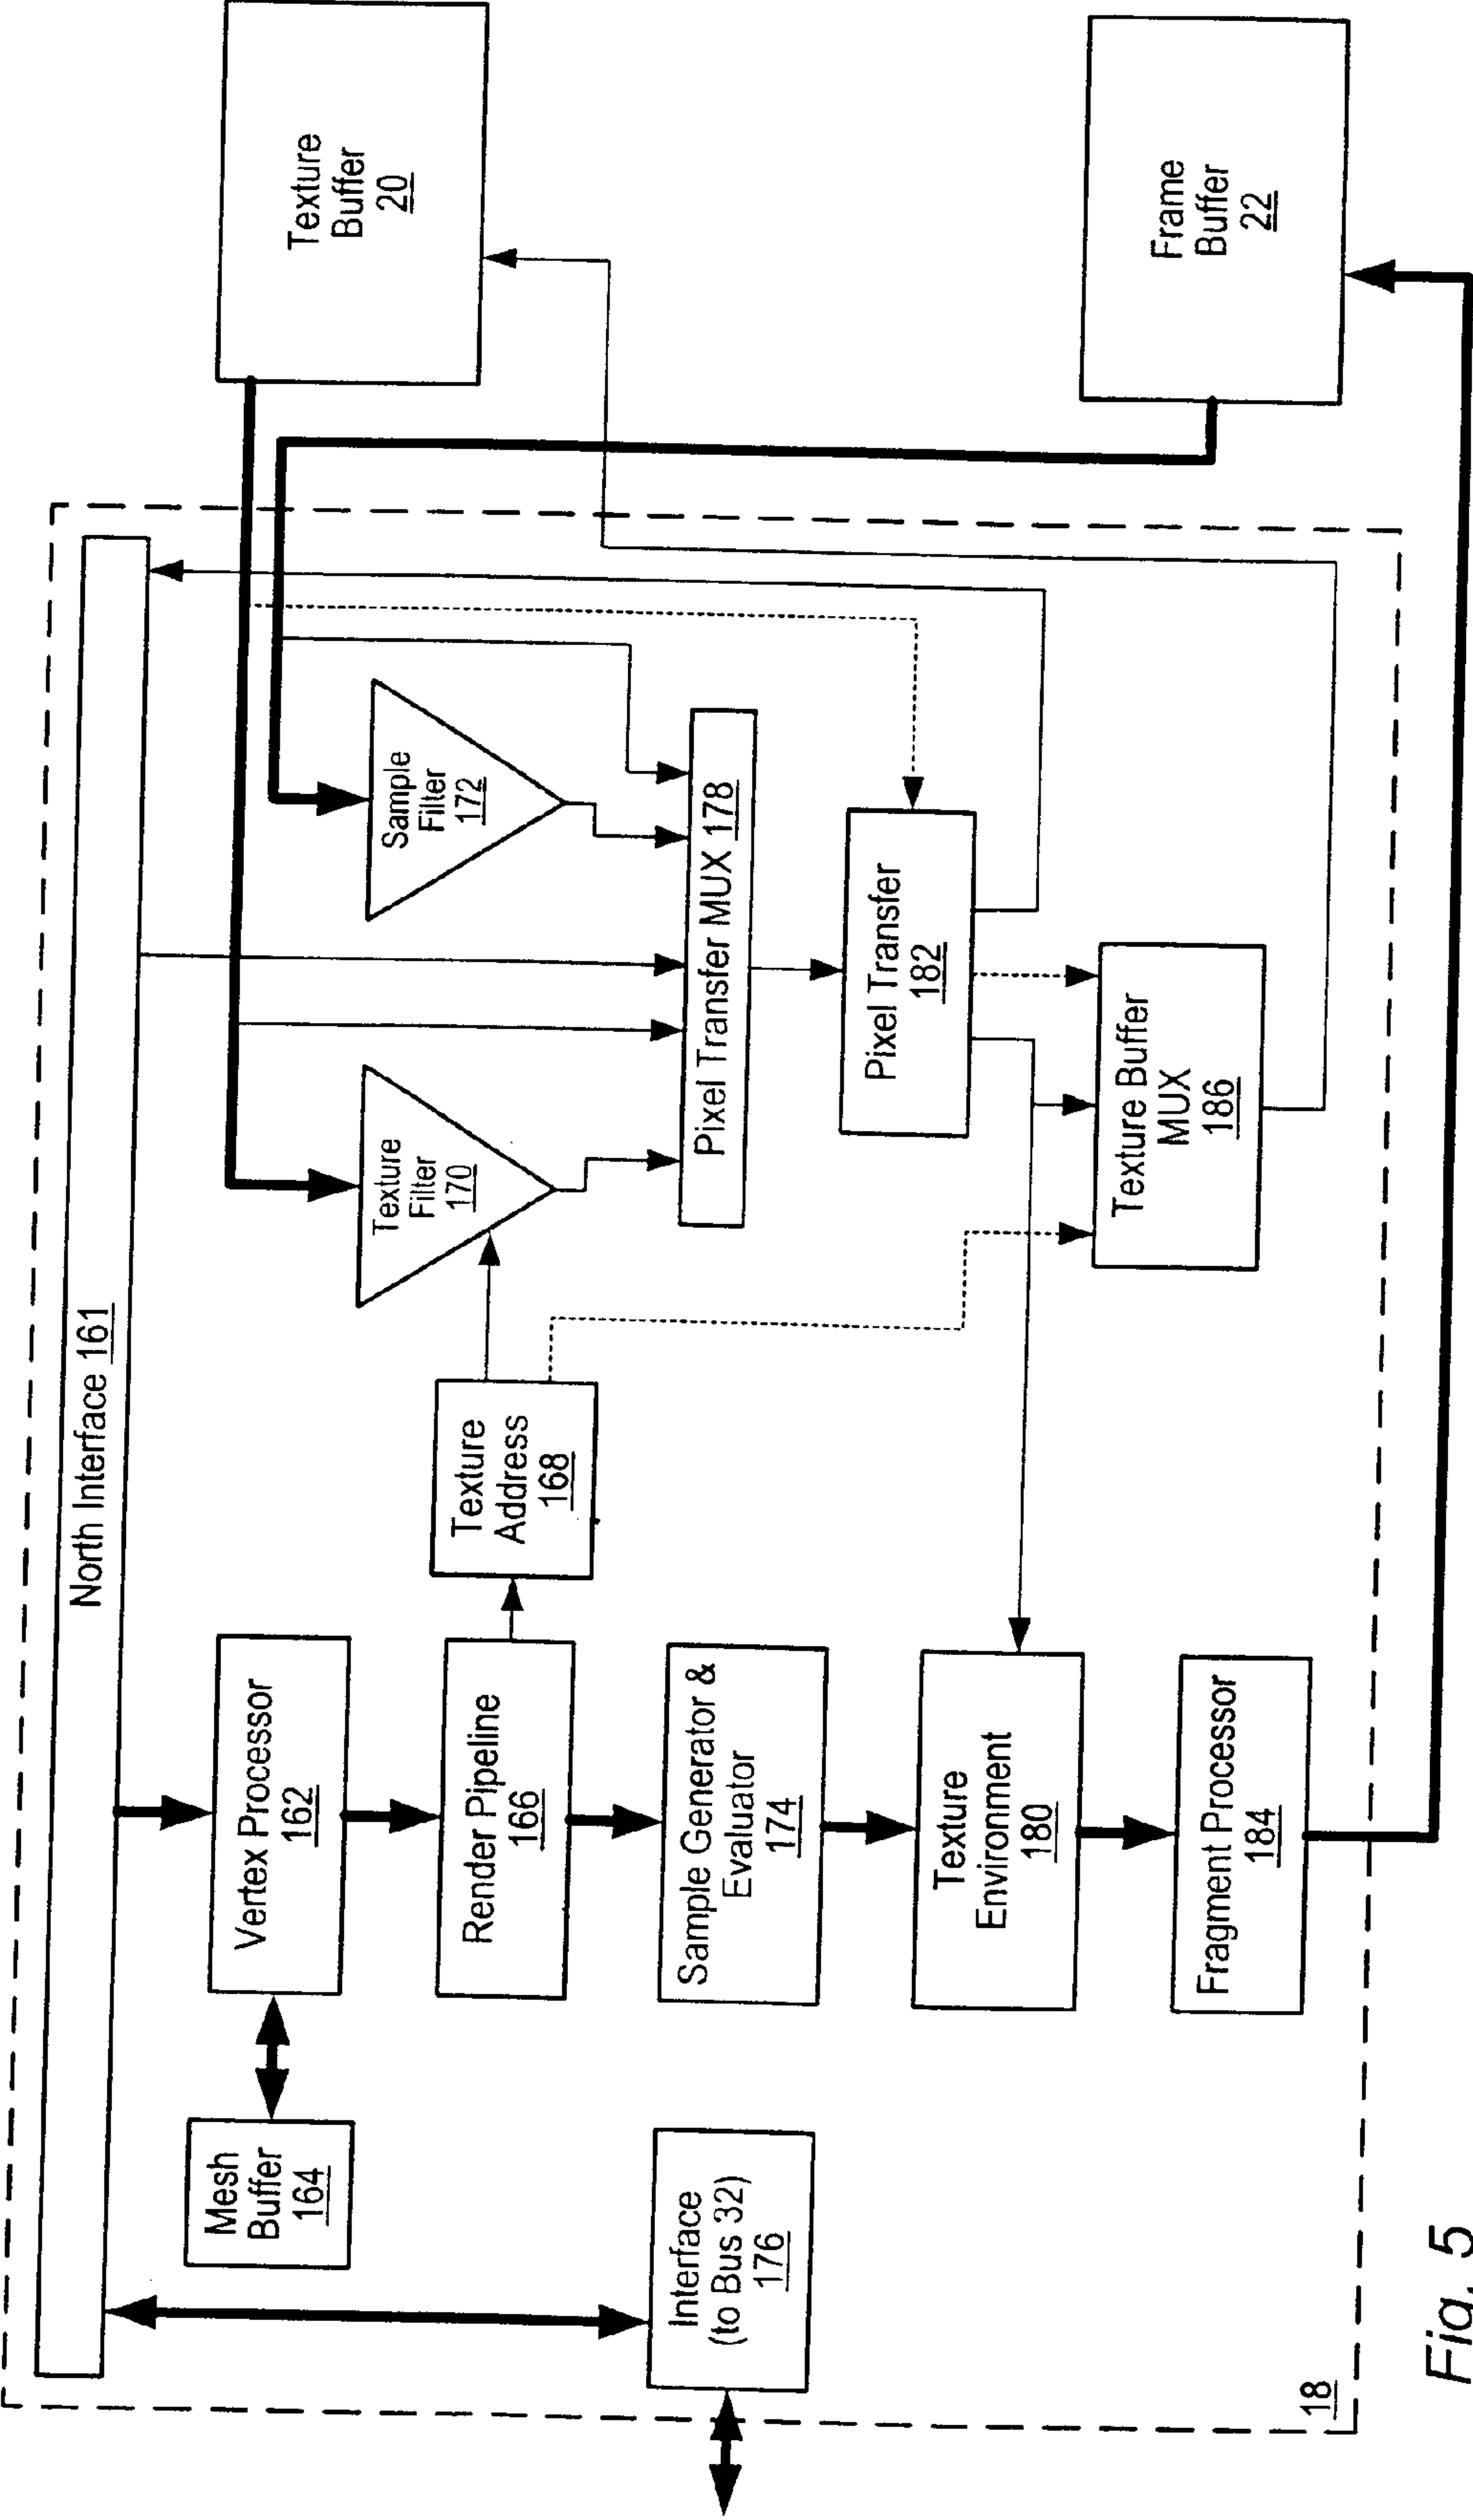 North Interface 161
Mesh
Buffer
164
Vertex Processor
162
Render Pipeline
166
Texture
Address
168
Texture
Filter
170
Sample
Filter
172
Texture
Buffer
20
Interface
(to Bus 32)
176
Sample Generator &
Evaluator
174
Pixel Transfer MUX 178
Texture
Environment
180
Pixel Transfer
182
Fragment Processor
184
Texture Buffer
MUX
186
Frame
Buffer
22
18
Fig. 5